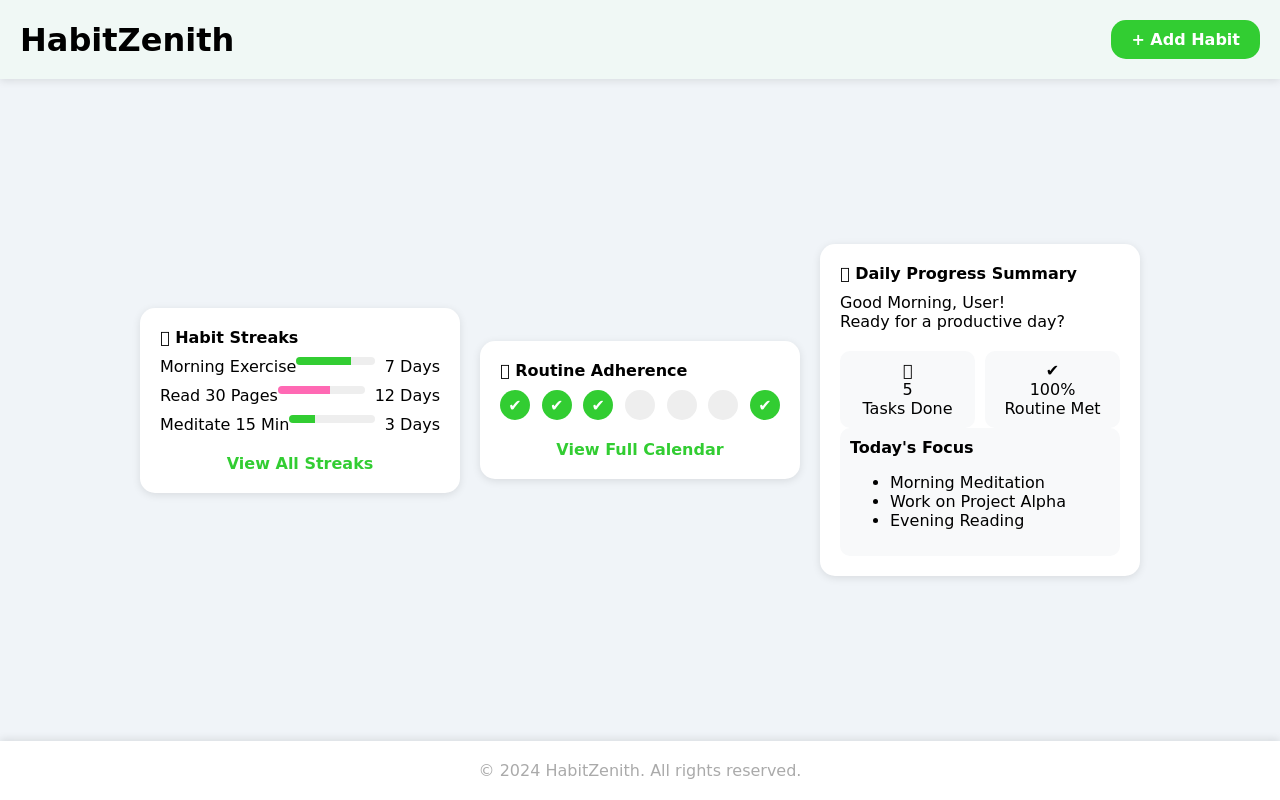 HabitZenith
+ Add Habit
Habit Streaks
Morning Exercise 7 Days
Read 30 Pages 12 Days
Meditate 15 Min 3 Days
View All Streaks
Routine Adherence
✔ ✔ ✔ ✔
View Full Calendar
Daily Progress Summary
Good Morning, User!
Ready for a productive day?
5
Tasks Done
✔
100%
Routine Met
Today's Focus
• Morning Meditation
• Work on Project Alpha
• Evening Reading
© 2024 HabitZenith. All rights reserved.